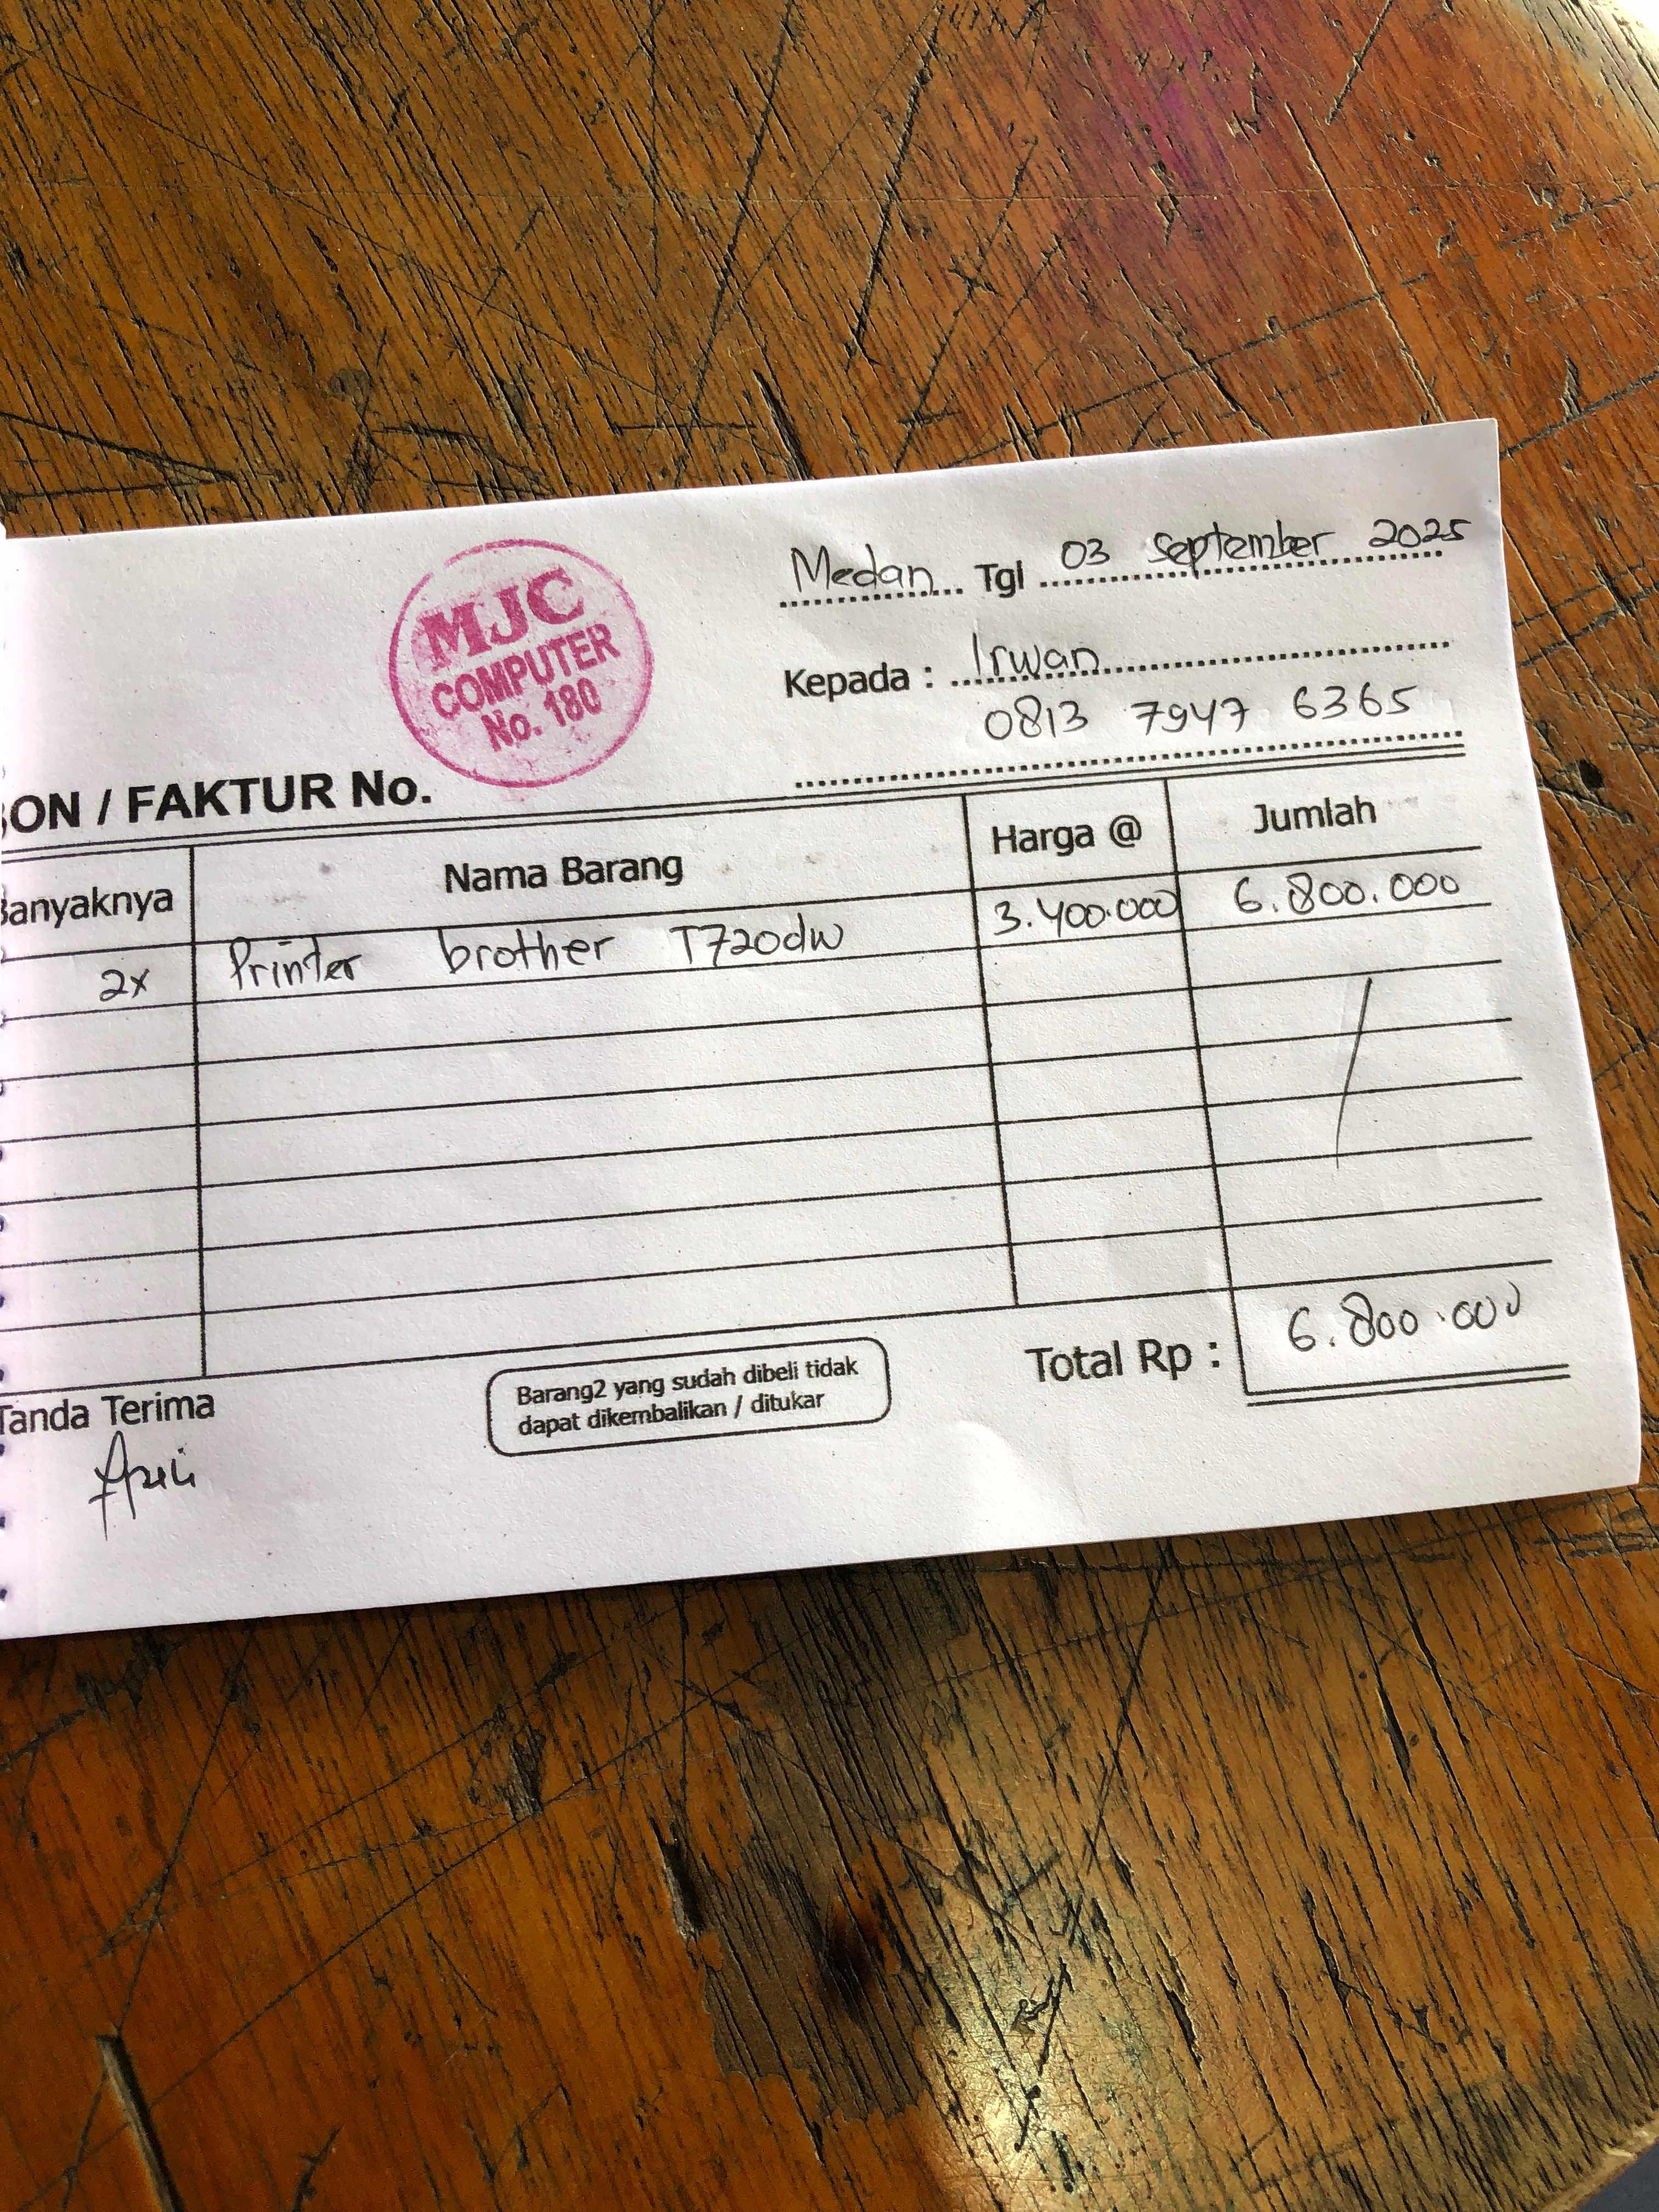 MJC
COMPUTER
No. 180
Medan Tgl 03 September 2025
Kepada : Irwan
0813 7947 6365
BON / FAKTUR No.
Banyaknya Nama Barang Harga @ Jumlah
2x Printer brother T720dw 3.400.000 6.800.000
Total Rp : 6.800.000
Tanda Terima
Barang2 yang sudah dibeli tidak
dapat dikembalikan / ditukar